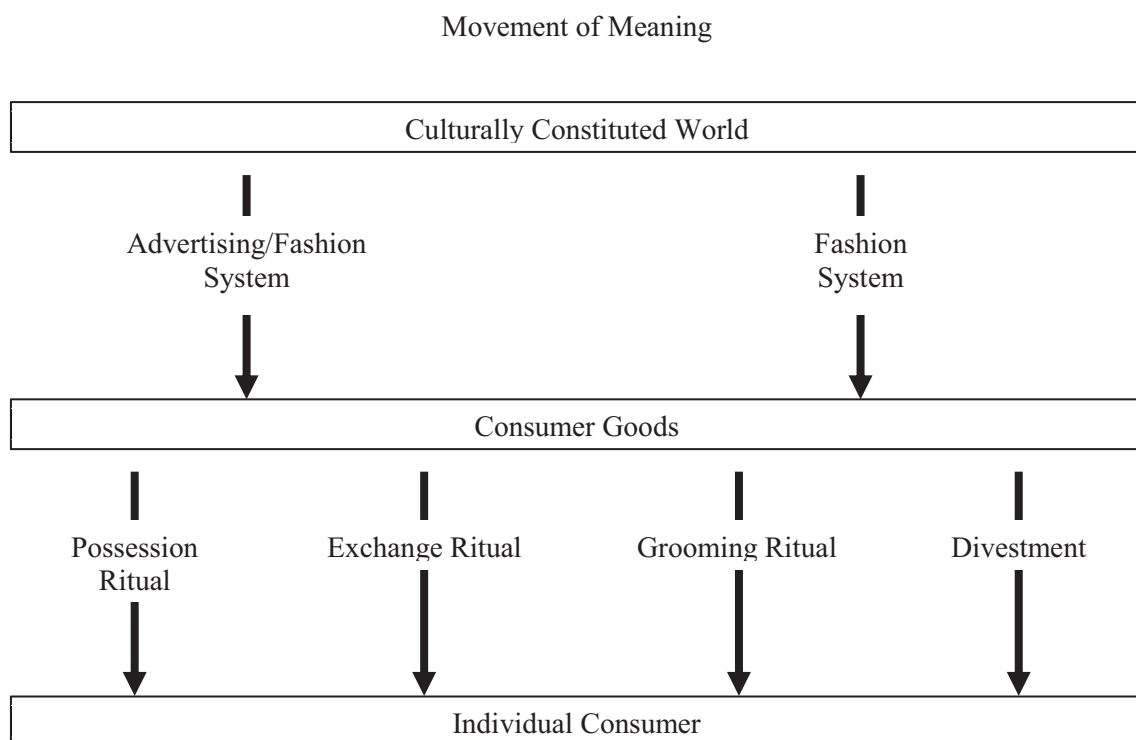 Movement of Meaning
Culturally Constituted World
Advertising/Fashion
System
Fashion
System
Consumer Goods
Possession
Ritual
Exchange Ritual
Grooming Ritual
Divestment
Individual Consumer